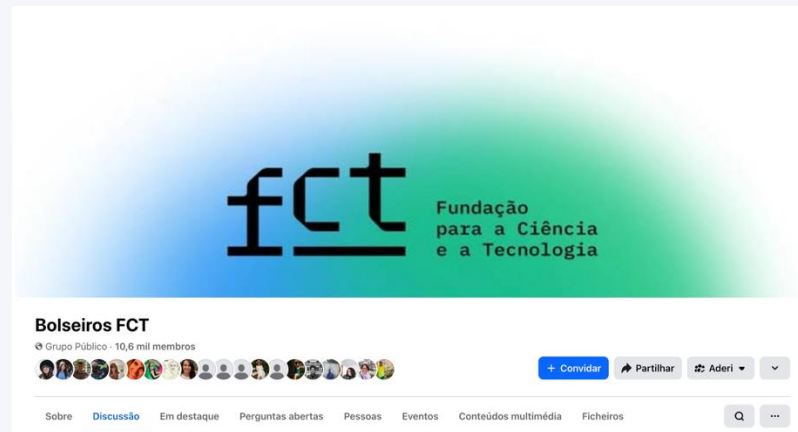 fct
Fundação
para a Ciência
e a Tecnologia
Bolseiros FCT
Grupo Público · 10,6 mil membros
+ Convidar Partilhar Aderi
Sobre Discussão Em destaque Perguntas abertas Pessoas Eventos Conteúdos multimédia Ficheiros